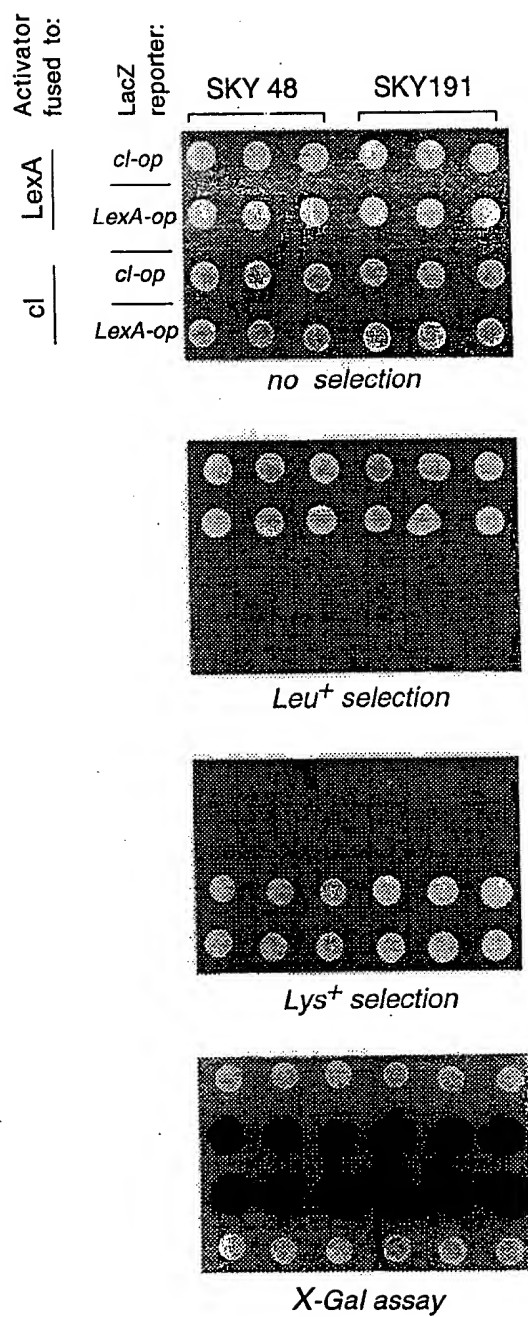 Activator
fused to:
LacZ
reporter:
SKY 48
SKY191
LexA
cI
cI-op
LexA-op
cI-op
LexA-op
no selection
Leu+ selection
Lys+ selection
X-Gal assay